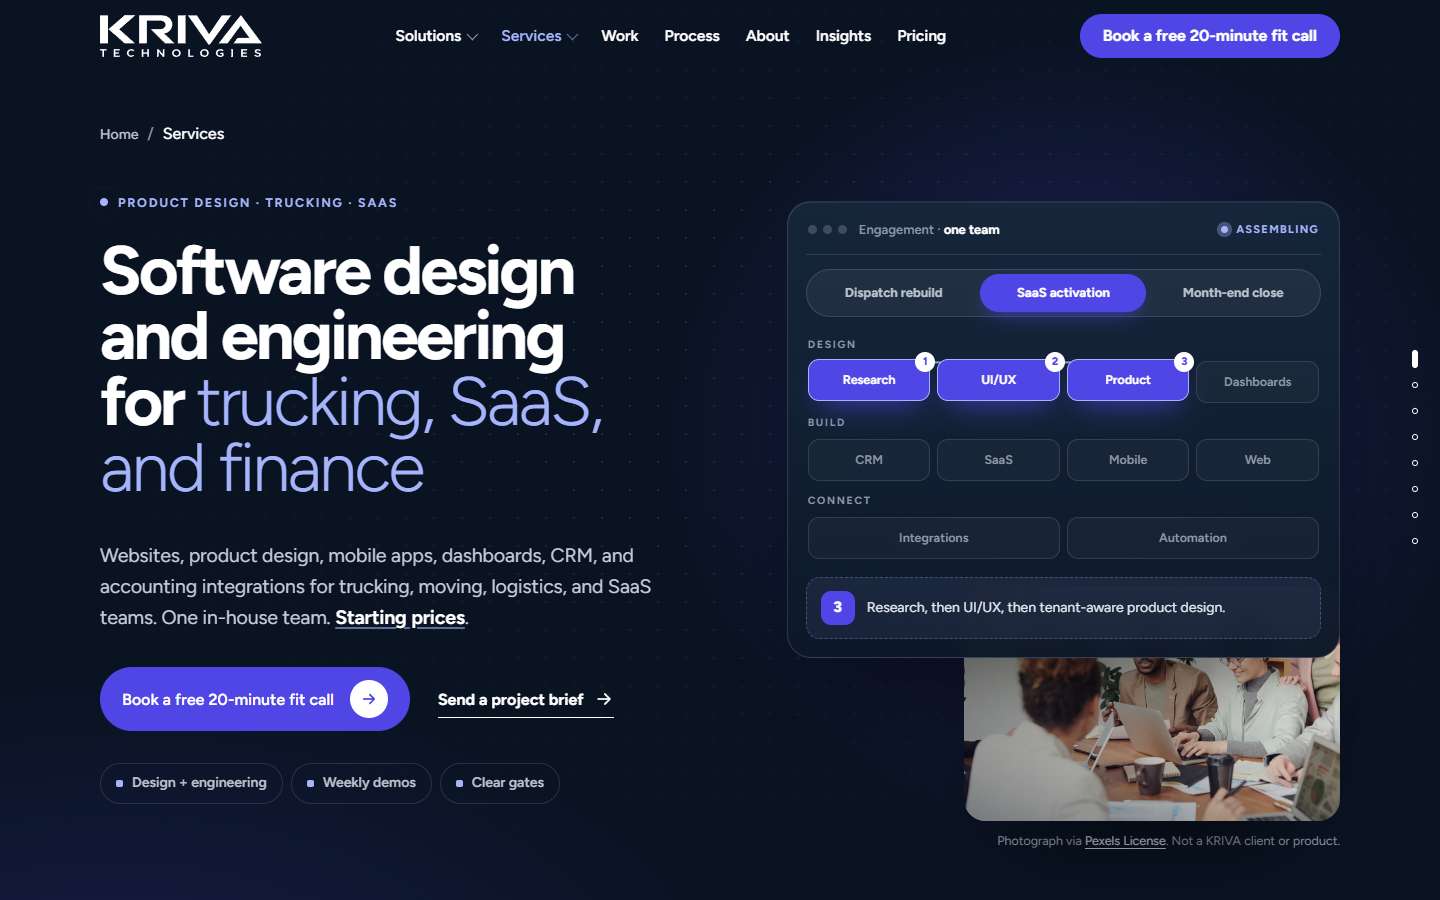 KRIVA
TECHNOLOGIES
Solutions
Services
Work
Process
About
Insights
Pricing
Book a free 20-minute fit call
Home / Services
PRODUCT DESIGN · TRUCKING · SAAS
Software design
and engineering
for trucking, SaaS,
and finance
Websites, product design, mobile apps, dashboards, CRM, and
accounting integrations for trucking, moving, logistics, and SaaS
teams. One in-house team. Starting prices.
Book a free 20-minute fit call
Send a project brief
Design + engineering
Weekly demos
Clear gates
Engagement · one team
ASSEMBLING
Dispatch rebuild
SaaS activation
Month-end close
DESIGN
Research 1
UI/UX 2
Product 3
Dashboards
BUILD
CRM
SaaS
Mobile
Web
CONNECT
Integrations
Automation
3 Research, then UI/UX, then tenant-aware product design.
Photograph via Pexels License. Not a KRIVA client or product.